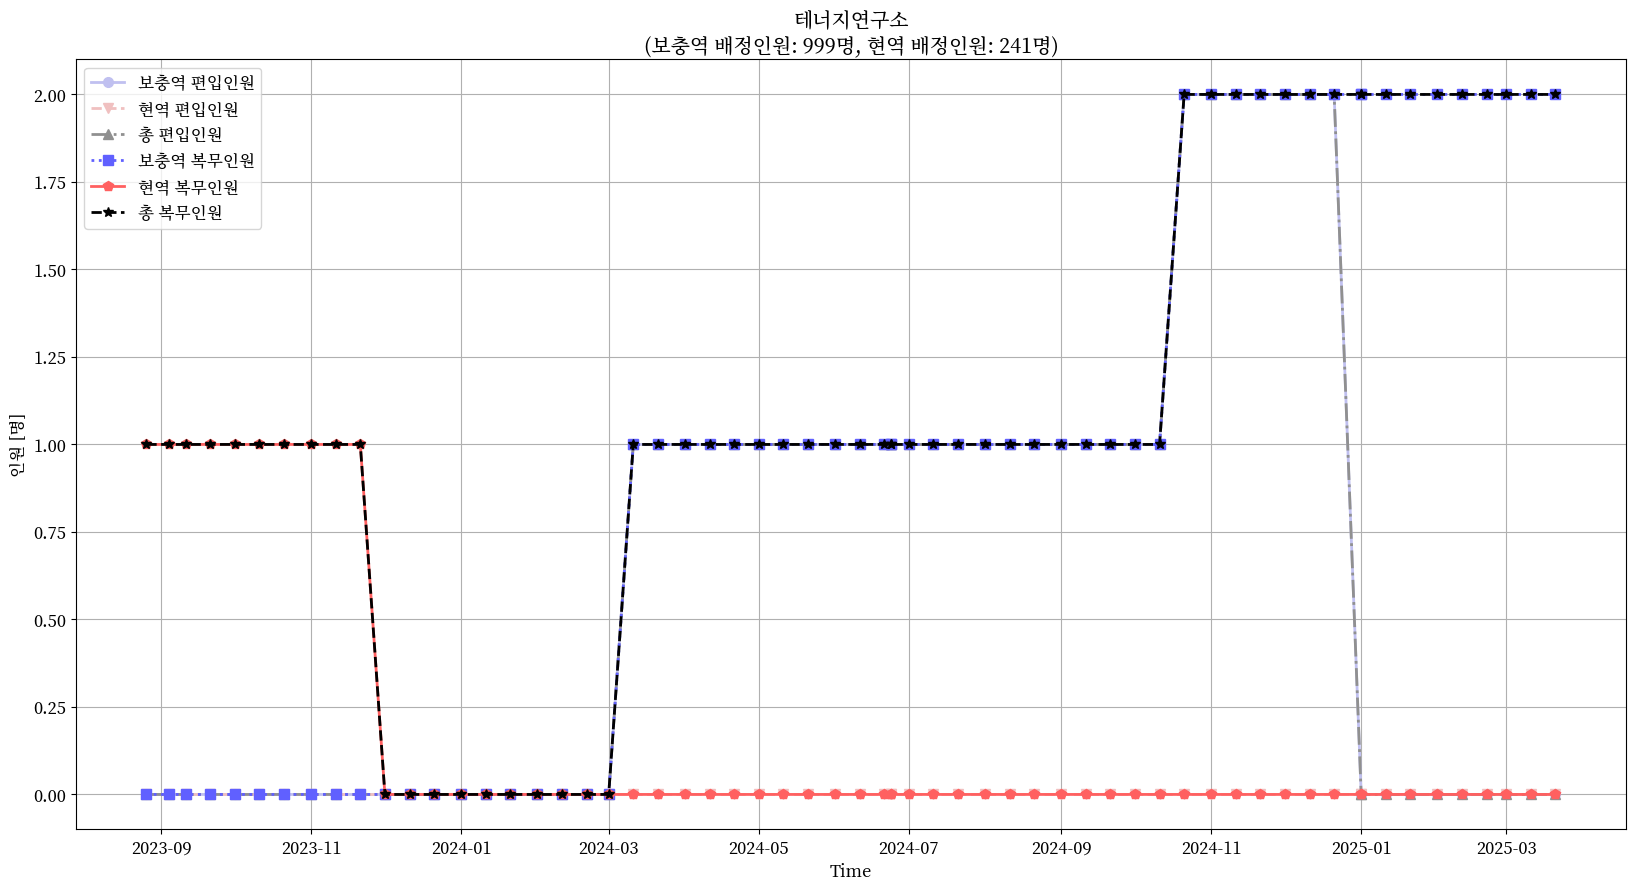 테너지연구소
(보충역 배정인원: 999명, 현역 배정인원: 241명)
보충역 편입인원
현역 편입인원
총 편입인원
보충역 복무인원
현역 복무인원
총 복무인원
2.00
1.75
1.50
1.25
1.00
0.75
0.50
0.25
0.00
인원 [명]
2023-09 2023-11 2024-01 2024-03 2024-05 2024-07 2024-09 2024-11 2025-01 2025-03
Time